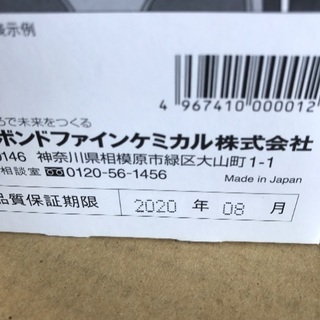 示例
4 967410 000012
で未来をつくる
ボンドファインケミカル株式会社
0146 神奈川県相模原市緑区大山町1-1
相談室 0120-56-1456
Made in Japan
品質保証期限 2020 年 08 月